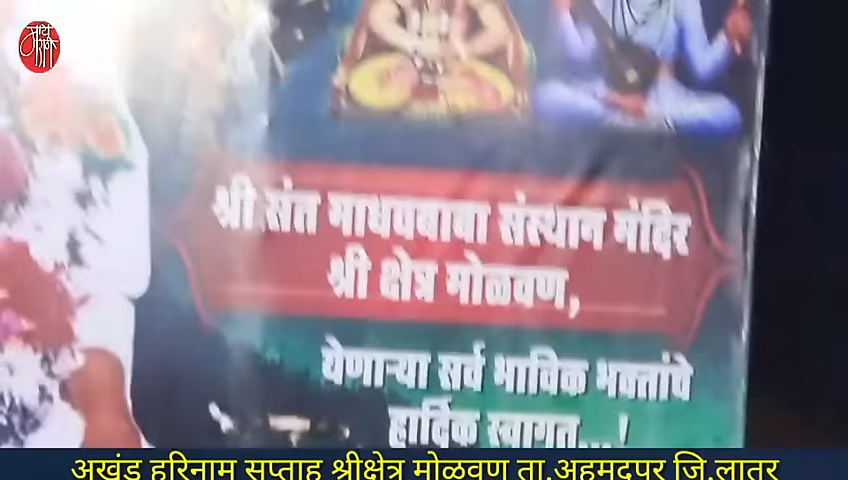 श्री संत माधवबाबा संस्थान मंदिर
श्री क्षेत्र मोळवण,
येणाऱ्या सर्व भाविक भक्तांचे
हार्दिक स्वागत...!
अखंड हरिनाम सप्ताह श्रीक्षेत्र मोळवण ता.अहमदपुर जि.लातुर